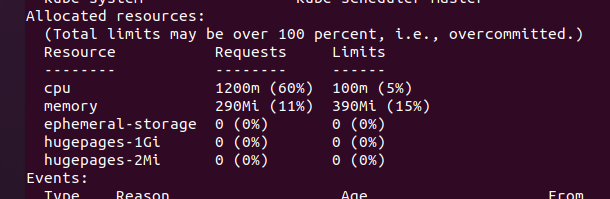 Allocated resources:
(Total limits may be over 100 percent, i.e., overcommitted.)
Resource Requests Limits
-------- -------- ------
cpu 1200m (60%) 100m (5%)
memory 290Mi (11%) 390Mi (15%)
ephemeral-storage 0 (0%) 0 (0%)
hugepages-1Gi 0 (0%) 0 (0%)
hugepages-2Mi 0 (0%) 0 (0%)
Events:
Type Reason Age From